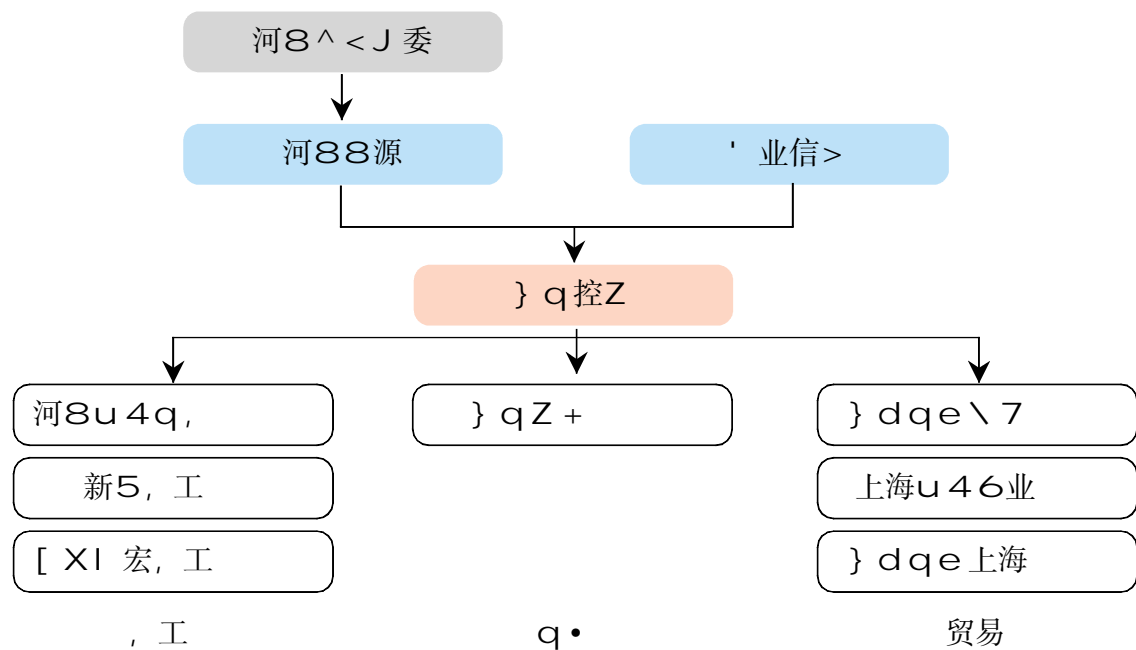 河8^<J委
河88源
' 业信>
}q控Z
河8u4q,
}qZ+
}dqe\7
新5, 工
上海u46业
[XI 宏, 工
}dqe上海
, 工
q•
贸易